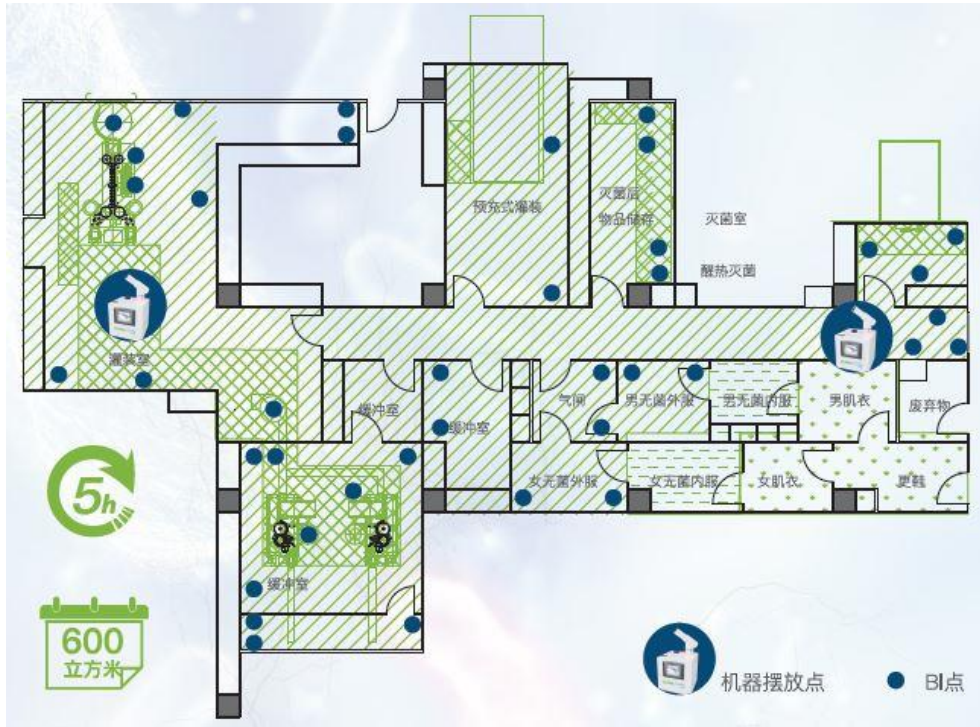 预充式灌装
灭菌后
物品储存
灭菌室
醒热灭菌
灌装室
缓冲室
缓冲室
气闸
男无菌外服
男无菌内服
男肌衣
废弃物
女无菌外服
女无菌内服
女肌衣
更鞋
缓冲室
5h
600
立方米
机器摆放点
BI点